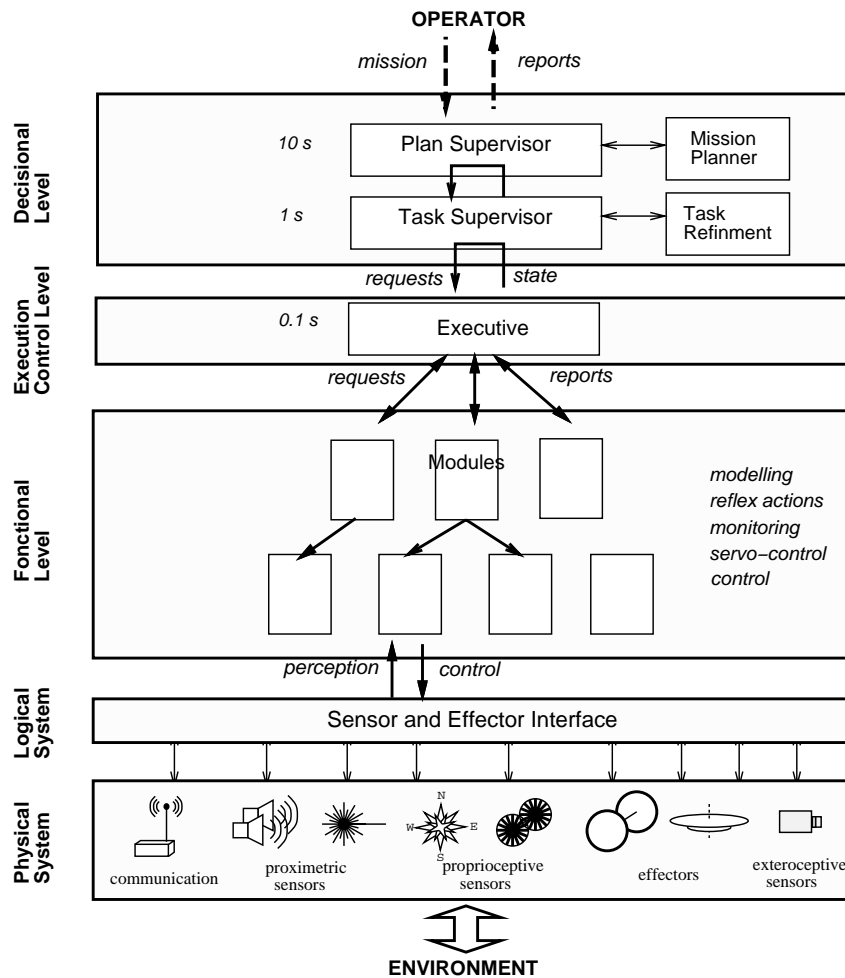 OPERATOR
mission
reports
Decisional
Level
10 s
Plan Supervisor
Mission
Planner
1 s
Task Supervisor
Task
Refinment
requests
state
Execution
Control Level
0.1 s
Executive
requests
reports
Fonctional
Level
Modules
modelling
reflex actions
monitoring
servo−control
control
perception
control
Logical
System
Sensor and Effector Interface
Physical
System
N
W
E
S
communication
proximetric
sensors
proprioceptive
sensors
effectors
exteroceptive
sensors
ENVIRONMENT